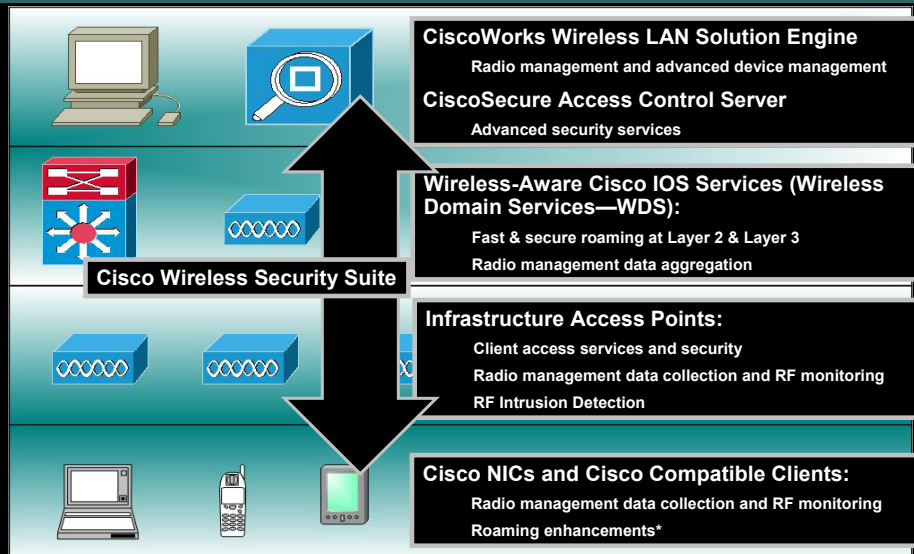 CiscoWorks Wireless LAN Solution Engine
Radio management and advanced device management
CiscoSecure Access Control Server
Advanced security services
Wireless-Aware Cisco IOS Services (Wireless
Domain Services—WDS):
Fast & secure roaming at Layer 2 & Layer 3
Radio management data aggregation
Cisco Wireless Security Suite
Infrastructure Access Points:
Client access services and security
Radio management data collection and RF monitoring
RF Intrusion Detection
Cisco NICs and Cisco Compatible Clients:
Radio management data collection and RF monitoring
Roaming enhancements*